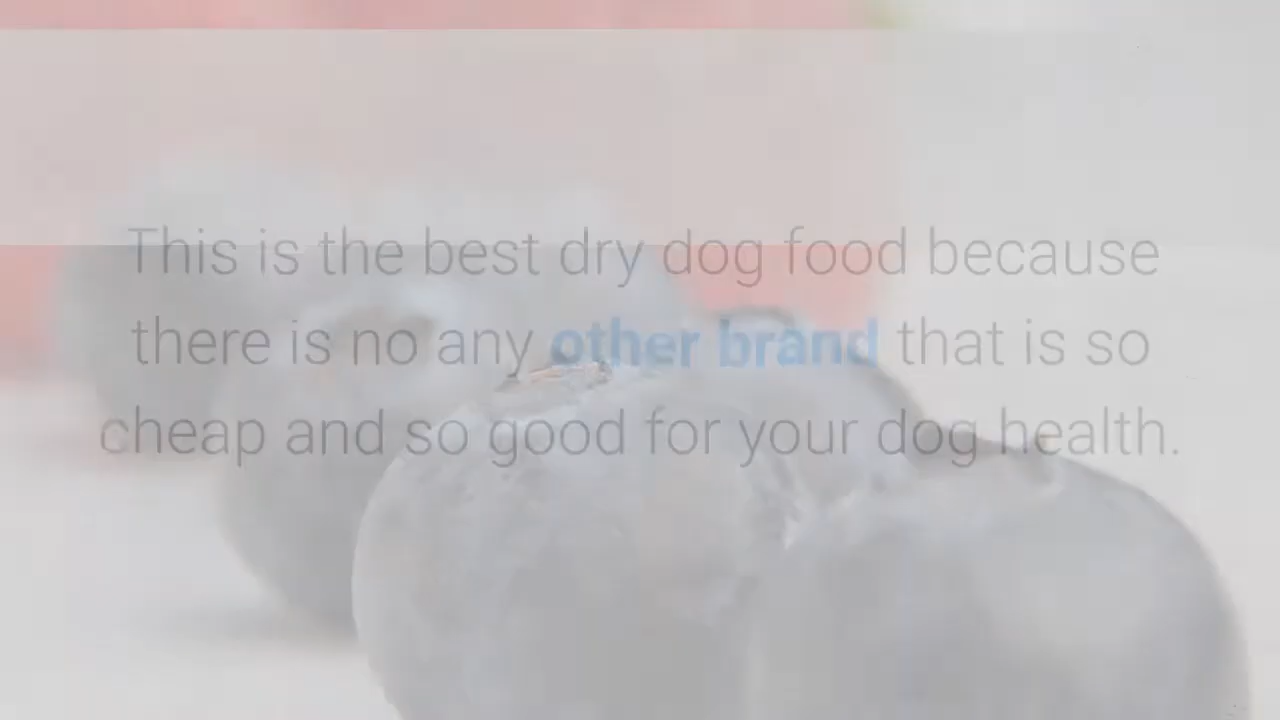 This is the best dry dog food because
there is no any other brand that is so
cheap and so good for your dog health.